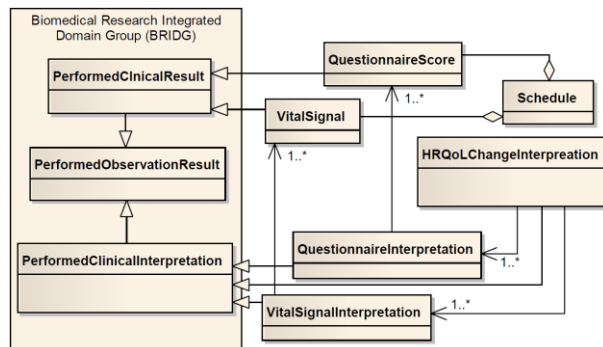 Biomedical Research Integrated
Domain Group (BRIDG)
PerformedClnicalResult
QuestionnaireScore
1..*
Schedule
VitalSignal
1..*
PerformedObservationResult
HRQoLChangeInterpreation
PerformedClinicalInterpretation
QuestionnaireInterpretation
1..*
VitalSignalInterpretation
1..*